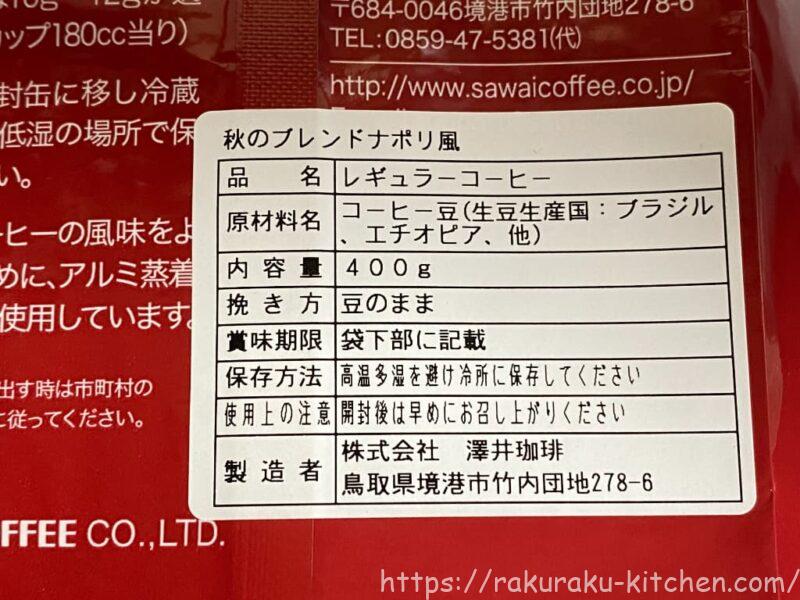 カップ180cc当り)
封缶に移し冷蔵
低湿の場所で保
い。
ーヒーの風味をよ
めに、アルミ蒸着
使用しています。
出す時は市町村の
に従ってください。
OFFEE CO.,LTD.
〒684-0046境港市竹内団地278-6
TEL:0859-47-5381(代)
http://www.sawaicoffee.co.jp/
秋のブレンドナポリ風
品名 レギュラーコーヒー
原材料名 コーヒー豆(生豆生産国:ブラジル
、エチオピア、他)
内容量 400g
挽き方 豆のまま
賞味期限 袋下部に記載
保存方法 高温多湿を避け冷所に保存してください
使用上の注意 開封後は早めにお召し上がりください
製造者 株式会社 澤井珈琲
鳥取県境港市竹内団地278-6
https://rakuraku-kitchen.com/